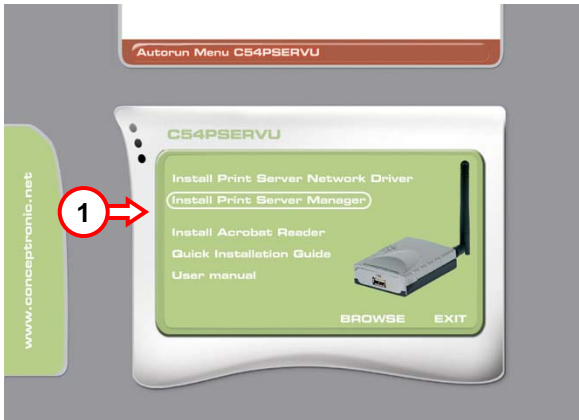 Autorun Menu C54PSERVU
C54PSERVU
Install Print Server Network Driver
Install Print Server Manager
Install Acrobat Reader
Quick Installation Guide
User manual
BROWSE EXIT
www.conceptronic.net
1